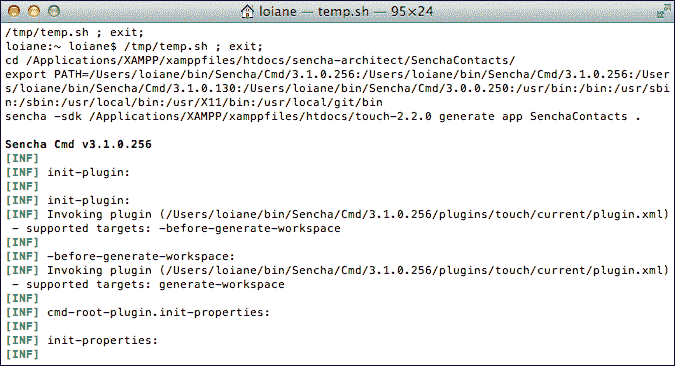 loiane — temp.sh — 95×24
/tmp/temp.sh ; exit;
loiane:~ loiane$ /tmp/temp.sh ; exit;
cd /Applications/XAMPP/xamppfiles/htdocs/sencha-architect/SenchaContacts/
export PATH=/Users/loiane/bin/Sencha/Cmd/3.1.0.256:/Users/loiane/bin/Sencha/Cmd/3.1.0.256:/User
s/loiane/bin/Sencha/Cmd/3.1.0.130:/Users/loiane/bin/Sencha/Cmd/3.0.0.250:/usr/bin:/bin:/usr/sbi
n:/sbin:/usr/local/bin:/usr/X11/bin:/usr/local/git/bin
sencha -sdk /Applications/XAMPP/xamppfiles/htdocs/touch-2.2.0 generate app SenchaContacts .
Sencha Cmd v3.1.0.256
[INF]
[INF] init-plugin:
[INF]
[INF] init-plugin:
[INF] Invoking plugin (/Users/loiane/bin/Sencha/Cmd/3.1.0.256/plugins/touch/current/plugin.xml)
- supported targets: -before-generate-workspace
[INF]
[INF] -before-generate-workspace:
[INF] Invoking plugin (/Users/loiane/bin/Sencha/Cmd/3.1.0.256/plugins/touch/current/plugin.xml)
- supported targets: generate-workspace
[INF]
[INF] cmd-root-plugin.init-properties:
[INF]
[INF] init-properties:
[INF]